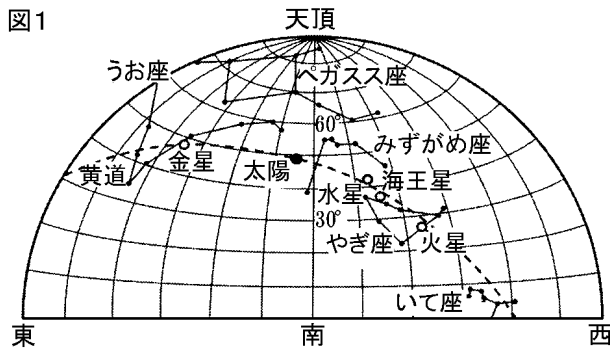 図1
天頂
うお座
ペガスス座
60°
みずがめ座
金星
黄道
太陽
海王星
水星
30°
やぎ座
火星
いて座
東
南
西